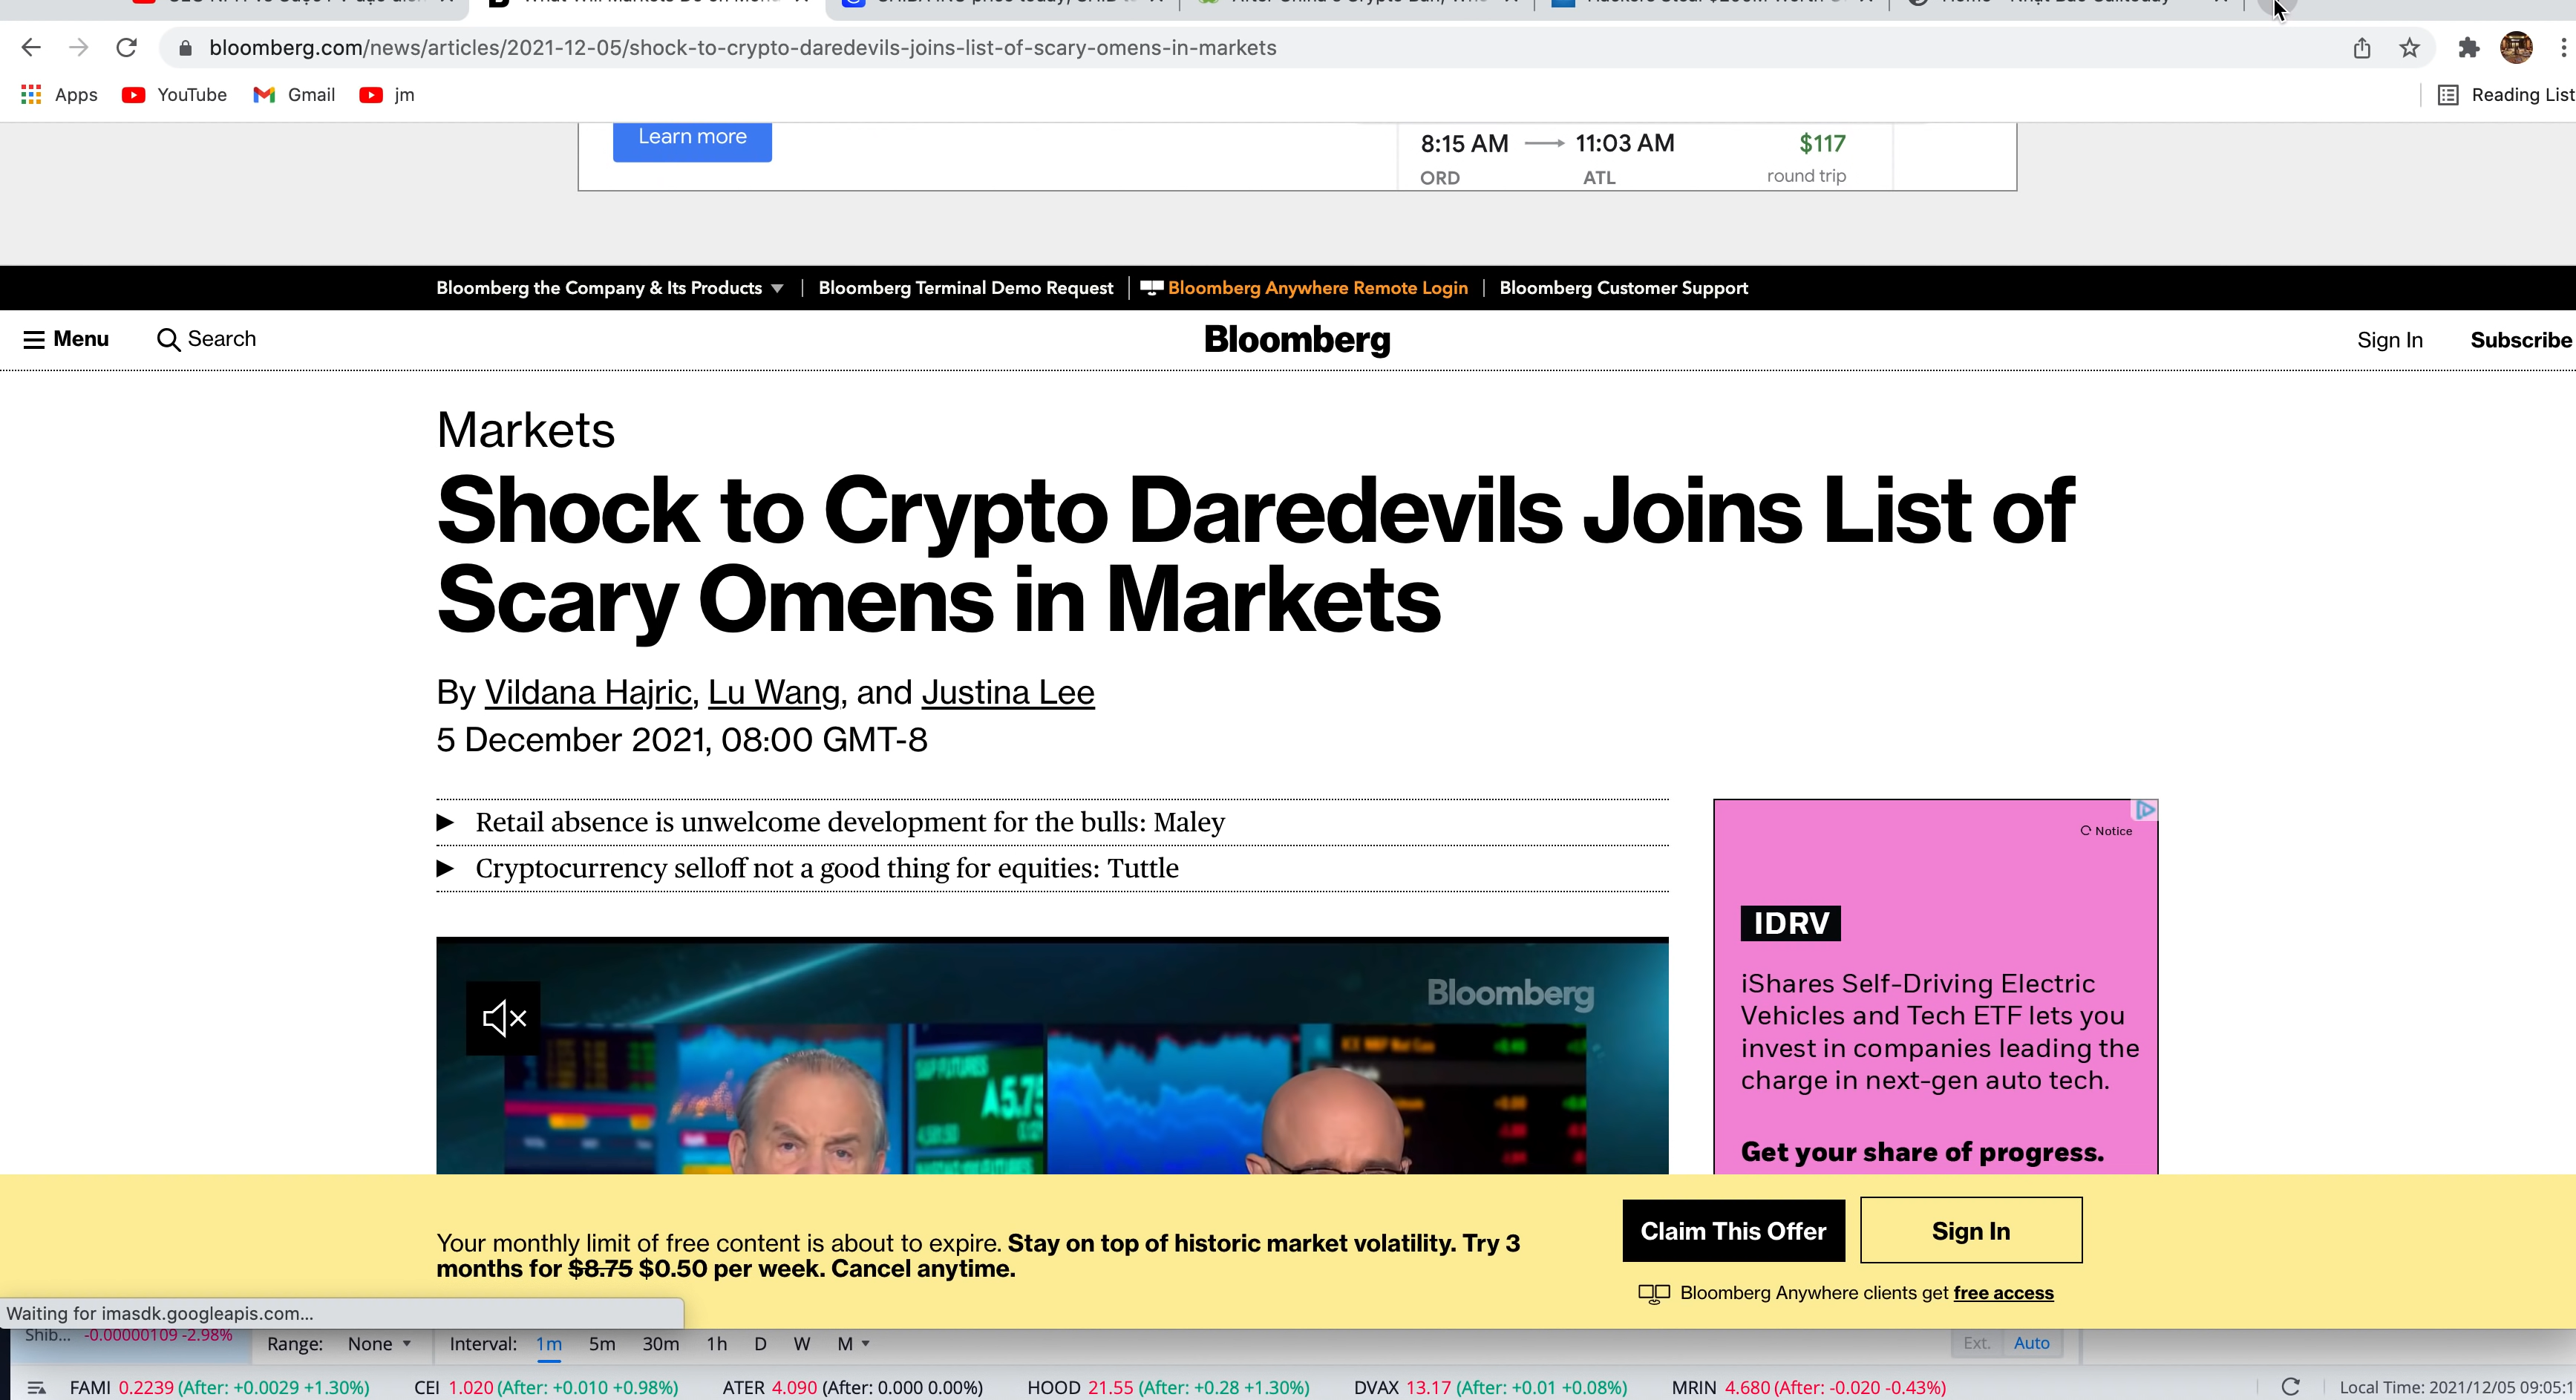 bloomberg.com/news/articles/2021-12-05/shock-to-crypto-daredevils-joins-list-of-scary-omens-in-markets
Apps YouTube Gmail jm Reading List
Learn more
8:15 AM 11:03 AM $117
ORD ATL round trip
Bloomberg the Company & Its Products Bloomberg Terminal Demo Request Bloomberg Anywhere Remote Login Bloomberg Customer Support
Menu Search Bloomberg Sign In Subscribe
Markets
Shock to Crypto Daredevils Joins List of
Scary Omens in Markets
By Vildana Hajric, Lu Wang, and Justina Lee
5 December 2021, 08:00 GMT-8
Retail absence is unwelcome development for the bulls: Maley
Cryptocurrency selloff not a good thing for equities: Tuttle
Notice
IDRV
iShares Self-Driving Electric
Vehicles and Tech ETF lets you
invest in companies leading the
charge in next-gen auto tech.
Get your share of progress.
Bloomberg
Your monthly limit of free content is about to expire. Stay on top of historic market volatility. Try 3
months for $8.75 $0.50 per week. Cancel anytime.
Claim This Offer Sign In
Bloomberg Anywhere clients get free access
Waiting for imasdk.googleapis.com...
Shib... -0.00000109 -2.98% Range: None Interval: 1m 5m 30m 1h D W M Ext. Auto
FAMI 0.2239 (After: +0.0029 +1.30%) CEI 1.020 (After: +0.010 +0.98%) ATER 4.090 (After: 0.000 0.00%) HOOD 21.55 (After: +0.28 +1.30%) DVAX 13.17 (After: +0.01 +0.08%) MRIN 4.680 (After: -0.020 -0.43%) Local Time: 2021/12/05 09:05:1